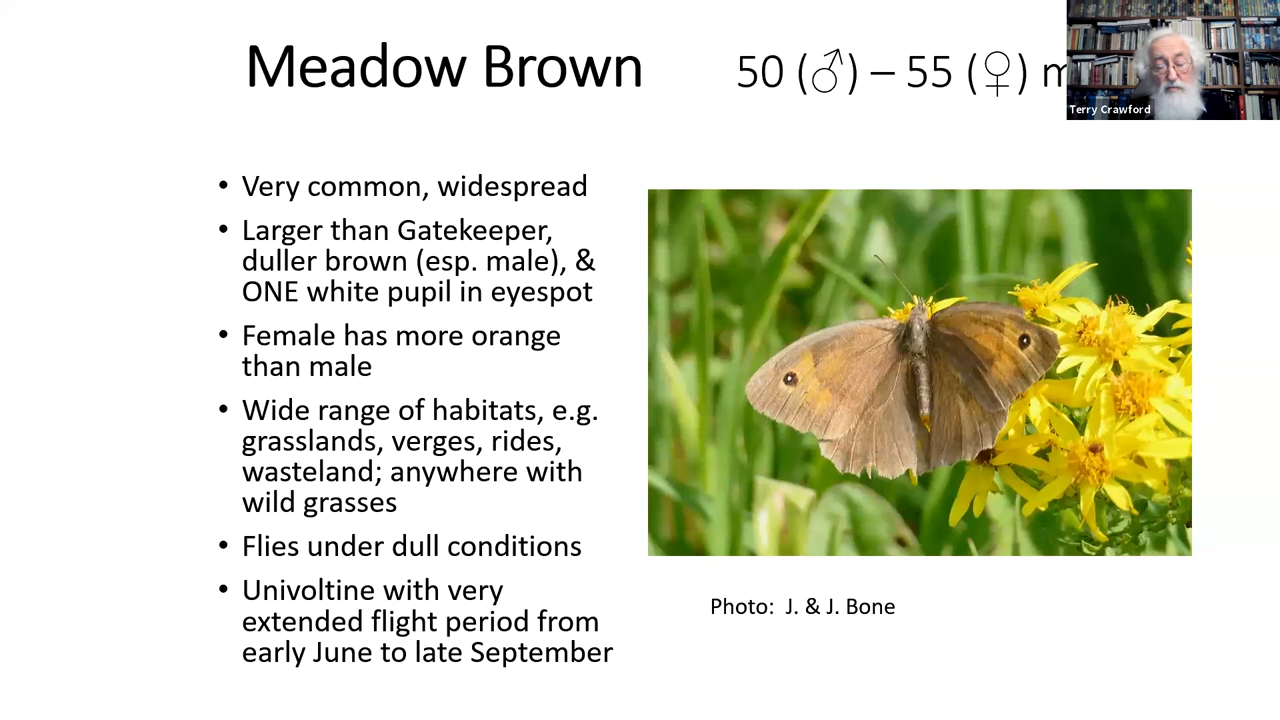 Meadow Brown 50 (♂) – 55 (♀) m
Terry Crawford
• Very common, widespread
• Larger than Gatekeeper,
duller brown (esp. male), &
ONE white pupil in eyespot
• Female has more orange
than male
• Wide range of habitats, e.g.
grasslands, verges, rides,
wasteland; anywhere with
wild grasses
• Flies under dull conditions
• Univoltine with very
extended flight period from
early June to late September
Photo: J. & J. Bone